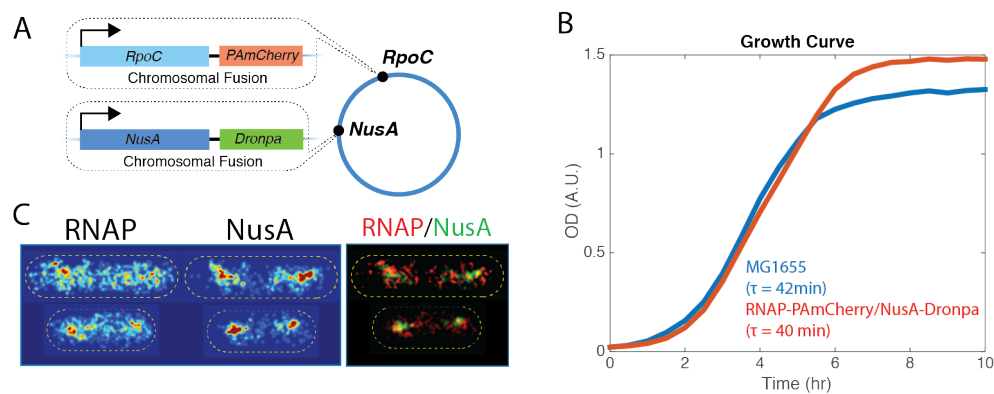 A
RpoC
PAmCherry
Chromosomal Fusion
NusA
Dronpa
Chromosomal Fusion
RpoC
NusA
C
RNAP
NusA
RNAP/NusA
B
Growth Curve
OD (A.U.)
1.5
1
0.5
0
0
2
4
6
8
10
Time (hr)
MG1655
(τ = 42min)
RNAP-PAmCherry/NusA-Dronpa
(τ = 40 min)